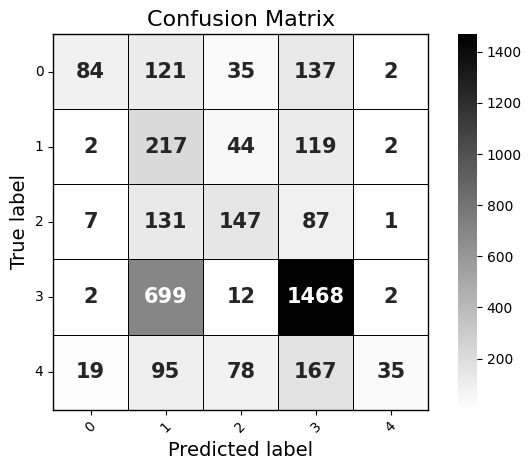 Confusion Matrix
True label
0 84 121 35 137 2
1 2 217 44 119 2
2 7 131 147 87 1
3 2 699 12 1468 2
4 19 95 78 167 35
0 1 2 3 4
Predicted label
1400
1200
1000
800
600
400
200